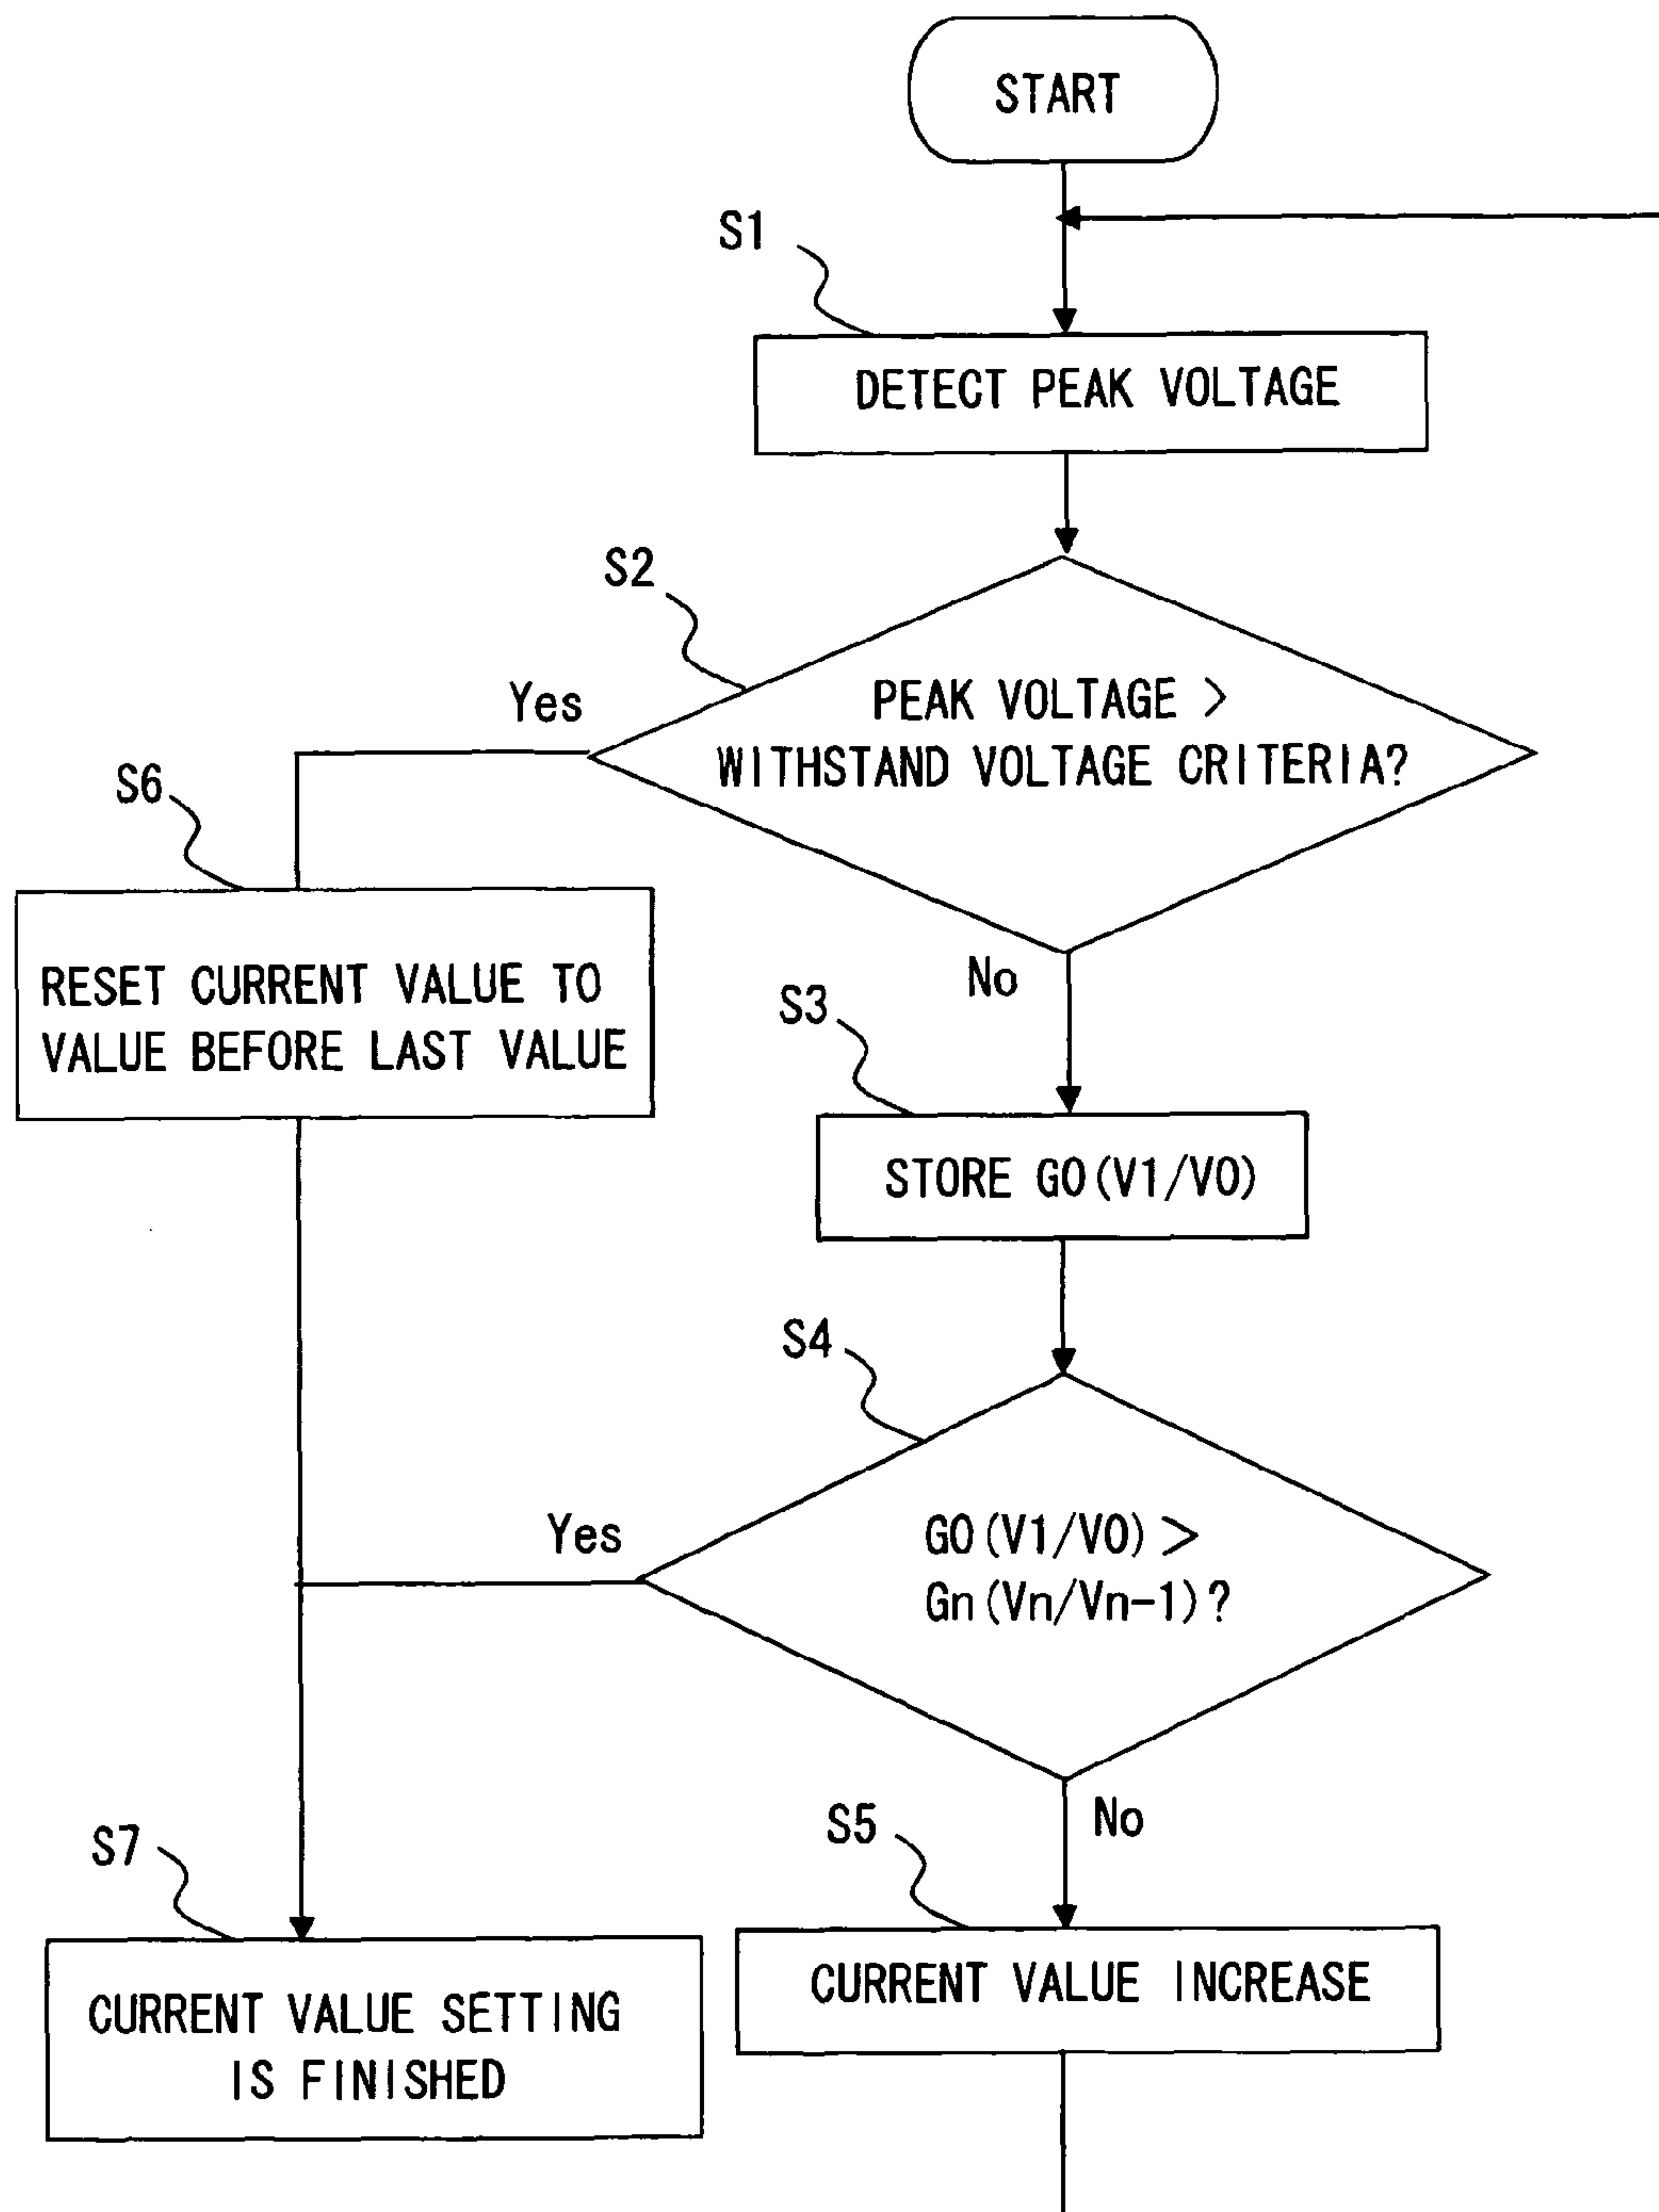 START
S1
DETECT PEAK VOLTAGE
S2
PEAK VOLTAGE >
WITHSTAND VOLTAGE CRITERIA?
Yes
S6
RESET CURRENT VALUE TO
VALUE BEFORE LAST VALUE
No
S3
STORE G0(V1/V0)
S4
G0(V1/V0)>
Gn(Vn/Vn-1)?
Yes
No
S5
S7
CURRENT VALUE INCREASE
CURRENT VALUE SETTING
IS FINISHED